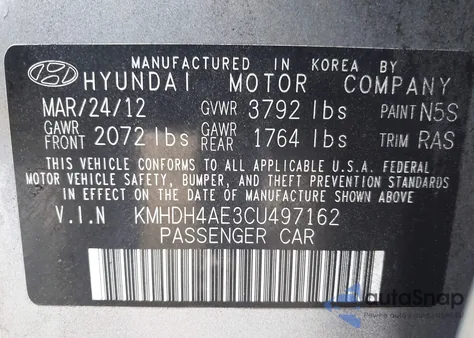 MANUFACTURED IN KOREA BY
HYUNDAI MOTOR COMPANY
MAR/24/12 GVWR 3792 lbs PAINT N5S
GAWR FRONT 2072 lbs GAWR REAR 1764 lbs TRIM RAS
THIS VEHICLE CONFORMS TO ALL APPLICABLE U.S.A. FEDERAL
MOTOR VEHICLE SAFETY, BUMPER, AND THEFT PREVENTION STANDARDS
IN EFFECT ON THE DATE OF MANUFACTURE SHOWN ABOVE.
V.I.N KMHDH4AE3CU497162
PASSENGER CAR
autoSnap